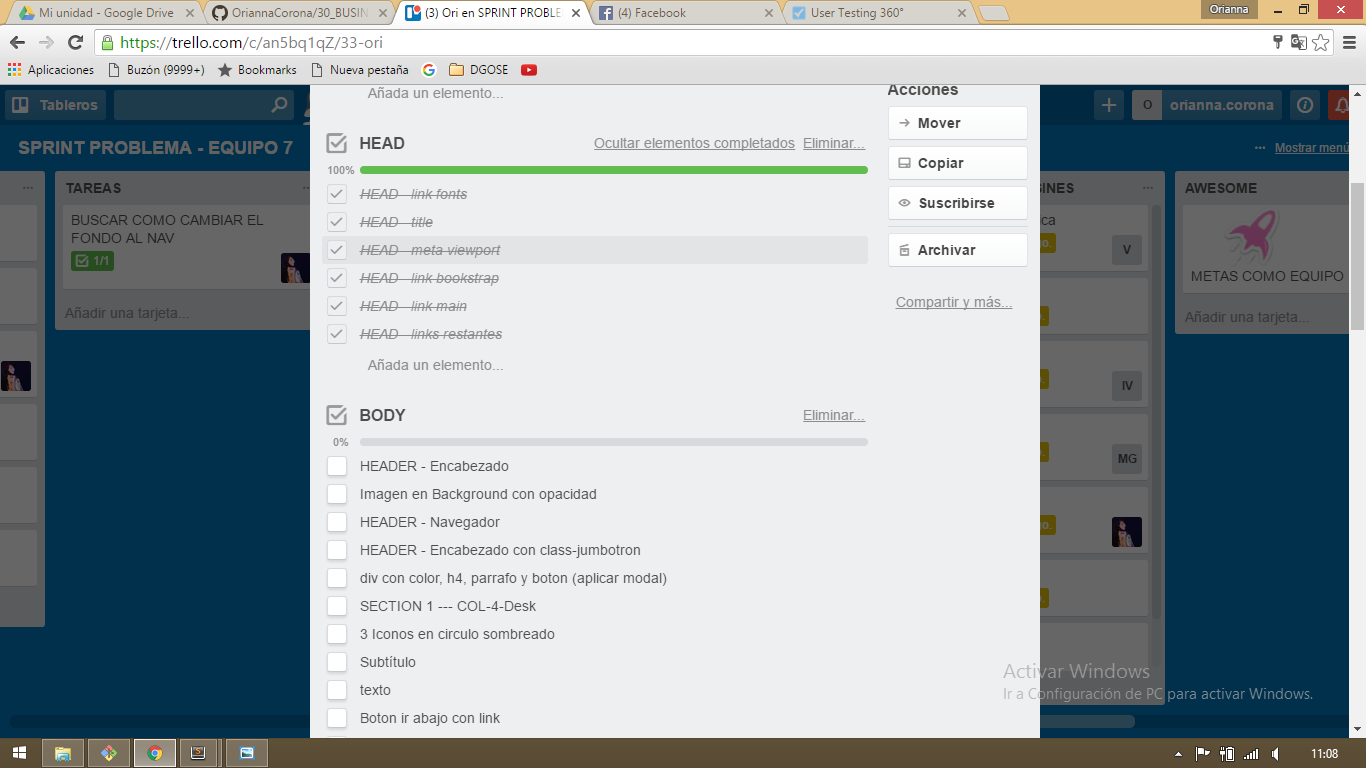 Mi unidad - Google Drive
OriannaCorona/30_BUSIN
(3) Ori en SPRINT PROBLE
(4) Facebook
User Testing 360°
Orianna
https://trello.com/c/an5bq1qZ/33-ori
Aplicaciones
Buzón (9999+)
Bookmarks
Nueva pestaña
DGOSE
Tableros
O
orianna.corona
SPRINT PROBLEMA - EQUIPO 7
Mostrar menú
TAREAS
BUSCAR COMO CAMBIAR EL
FONDO AL NAV
1/1
Añadir una tarjeta...
Añada un elemento...
HEAD
Ocultar elementos completados
Eliminar...
100%
HEAD - link fonts
HEAD - title
HEAD - meta viewport
HEAD - link bookstrap
HEAD - link main
HEAD - links restantes
Añada un elemento...
BODY
Eliminar...
0%
HEADER - Encabezado
Imagen en Background con opacidad
HEADER - Navegador
HEADER - Encabezado con class-jumbotron
div con color, h4, parrafo y boton (aplicar modal)
SECTION 1 --- COL-4-Desk
3 Iconos en circulo sombreado
Subtítulo
texto
Boton ir abajo con link
Acciones
Mover
Copiar
Suscribirse
Archivar
Compartir y más...
INES
ca
o.
V
IV
MG
o.
AWESOME
METAS COMO EQUIPO
Añadir una tarjeta...
Activar Windows
Ir a Configuración de PC para activar Windows.
11:08